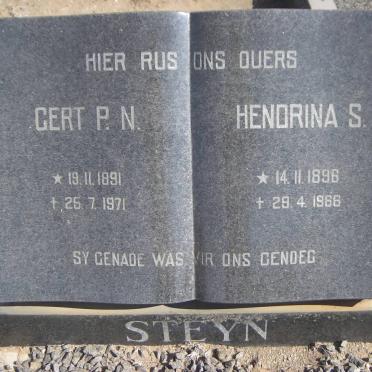 HIER RUS ONS OUERS
GERT P. N. HENDRINA S.
★ 19. 11. 1891 ★ 14. 11. 1896
† 25. 7. 1971 † 29. 4. 1966
SY GENADE WAS VIR ONS GENOEG
STEYN